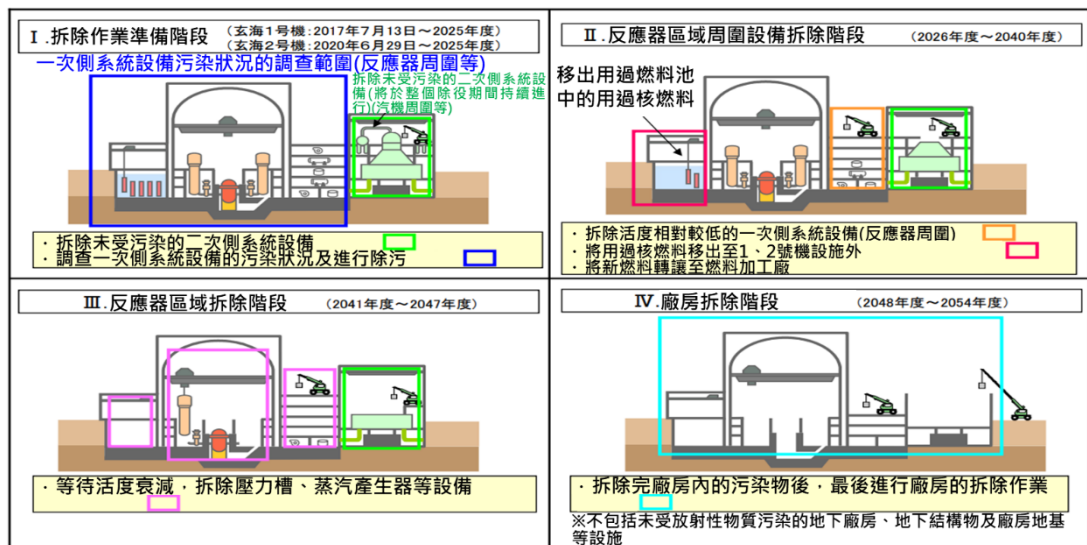 Ⅰ.拆除作業準備階段
（玄海1号機:2017年7月13日～2025年度）
（玄海2号機:2020年6月29日～2025年度）
一次側系統設備污染狀況的調查範圍(反應器周圍等)
拆除未受污染的二次側系統設
備(將於整個除役期間持續進
行)(汽機周圍等)
．拆除未受污染的二次側系統設備
．調查一次側系統設備的污染狀況及進行除污
Ⅱ.反應器區域周圍設備拆除階段
（2026年度～2040年度）
移出用過燃料池
中的用過核燃料
．拆除活度相對較低的一次側系統設備(反應器周圍)
．將用過核燃料移出至1、2號機設施外
．將新燃料轉讓至燃料加工廠
Ⅲ.反應器區域拆除階段
（2041年度～2047年度）
．等待活度衰減，拆除壓力槽、蒸汽產生器等設備
Ⅳ.廠房拆除階段
（2048年度～2054年度）
．拆除完廠房內的污染物後，最後進行廠房的拆除作業
※不包括未受放射性物質污染的地下廠房、地下結構物及廠房地基
等設施